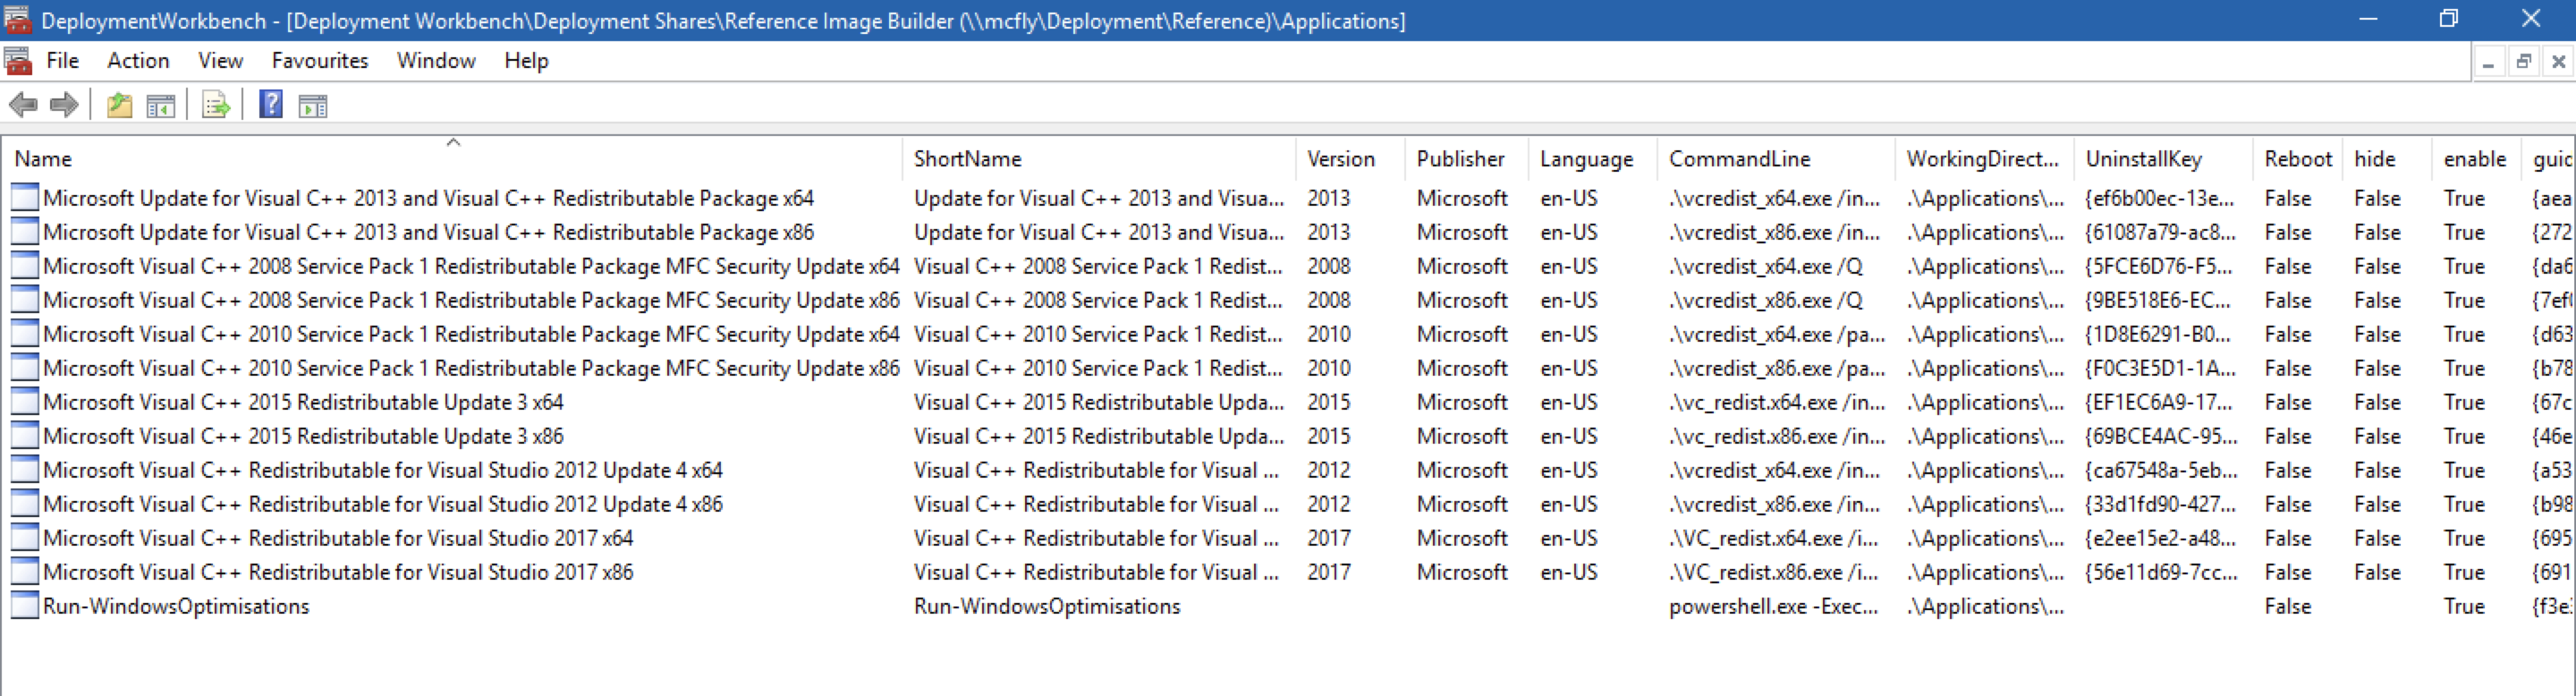 DeploymentWorkbench - [Deployment Workbench\Deployment Shares\Reference Image Builder (\\mcfly\Deployment\Reference)\Applications]
File Action View Favourites Window Help
Name ShortName Version Publisher Language CommandLine WorkingDirect... UninstallKey Reboot hide enable guic
Microsoft Update for Visual C++ 2013 and Visual C++ Redistributable Package x64 Update for Visual C++ 2013 and Visua... 2013 Microsoft en-US .\vcredist_x64.exe /in... .\Applications\... {ef6b00ec-13e... False False True {aea
Microsoft Update for Visual C++ 2013 and Visual C++ Redistributable Package x86 Update for Visual C++ 2013 and Visua... 2013 Microsoft en-US .\vcredist_x86.exe /in... .\Applications\... {61087a79-ac8... False False True {272
Microsoft Visual C++ 2008 Service Pack 1 Redistributable Package MFC Security Update x64 Visual C++ 2008 Service Pack 1 Redist... 2008 Microsoft en-US .\vcredist_x64.exe /Q .\Applications\... {5FCE6D76-F5... False False True {da6
Microsoft Visual C++ 2008 Service Pack 1 Redistributable Package MFC Security Update x86 Visual C++ 2008 Service Pack 1 Redist... 2008 Microsoft en-US .\vcredist_x86.exe /Q .\Applications\... {9BE518E6-EC... False False True {7ef
Microsoft Visual C++ 2010 Service Pack 1 Redistributable Package MFC Security Update x64 Visual C++ 2010 Service Pack 1 Redist... 2010 Microsoft en-US .\vcredist_x64.exe /pa... .\Applications\... {1D8E6291-B0... False False True {d63
Microsoft Visual C++ 2010 Service Pack 1 Redistributable Package MFC Security Update x86 Visual C++ 2010 Service Pack 1 Redist... 2010 Microsoft en-US .\vcredist_x86.exe /pa... .\Applications\... {F0C3E5D1-1A... False False True {b78
Microsoft Visual C++ 2015 Redistributable Update 3 x64 Visual C++ 2015 Redistributable Upda... 2015 Microsoft en-US .\vc_redist.x64.exe /in... .\Applications\... {EF1EC6A9-17... False False True {67c
Microsoft Visual C++ 2015 Redistributable Update 3 x86 Visual C++ 2015 Redistributable Upda... 2015 Microsoft en-US .\vc_redist.x86.exe /in... .\Applications\... {69BCE4AC-95... False False True {46e
Microsoft Visual C++ Redistributable for Visual Studio 2012 Update 4 x64 Visual C++ Redistributable for Visual ... 2012 Microsoft en-US .\vcredist_x64.exe /in... .\Applications\... {ca67548a-5eb... False False True {a53
Microsoft Visual C++ Redistributable for Visual Studio 2012 Update 4 x86 Visual C++ Redistributable for Visual ... 2012 Microsoft en-US .\vcredist_x86.exe /in... .\Applications\... {33d1fd90-427... False False True {b98
Microsoft Visual C++ Redistributable for Visual Studio 2017 x64 Visual C++ Redistributable for Visual ... 2017 Microsoft en-US .\VC_redist.x64.exe /i... .\Applications\... {e2ee15e2-a48... False False True {695
Microsoft Visual C++ Redistributable for Visual Studio 2017 x86 Visual C++ Redistributable for Visual ... 2017 Microsoft en-US .\VC_redist.x86.exe /i... .\Applications\... {56e11d69-7cc... False False True {691
Run-WindowsOptimisations Run-WindowsOptimisations powershell.exe -Exec... .\Applications\... False True {f3e